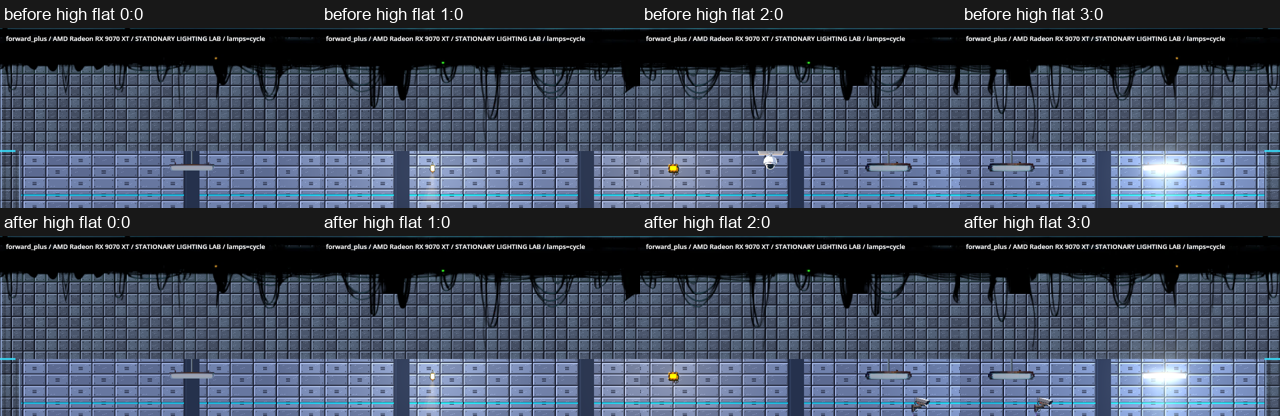 before high flat 0:0
before high flat 1:0
before high flat 2:0
before high flat 3:0
forward_plus / AMD Radeon RX 9070 XT / STATIONARY LIGHTING LAB / lamps=cycle
forward_plus / AMD Radeon RX 9070 XT / STATIONARY LIGHTING LAB / lamps=cycle
forward_plus / AMD Radeon RX 9070 XT / STATIONARY LIGHTING LAB / lamps=cycle
forward_plus / AMD Radeon RX 9070 XT / STATIONARY LIGHTING LAB / lamps=cycle
after high flat 0:0
after high flat 1:0
after high flat 2:0
after high flat 3:0
forward_plus / AMD Radeon RX 9070 XT / STATIONARY LIGHTING LAB / lamps=cycle
forward_plus / AMD Radeon RX 9070 XT / STATIONARY LIGHTING LAB / lamps=cycle
forward_plus / AMD Radeon RX 9070 XT / STATIONARY LIGHTING LAB / lamps=cycle
forward_plus / AMD Radeon RX 9070 XT / STATIONARY LIGHTING LAB / lamps=cycle